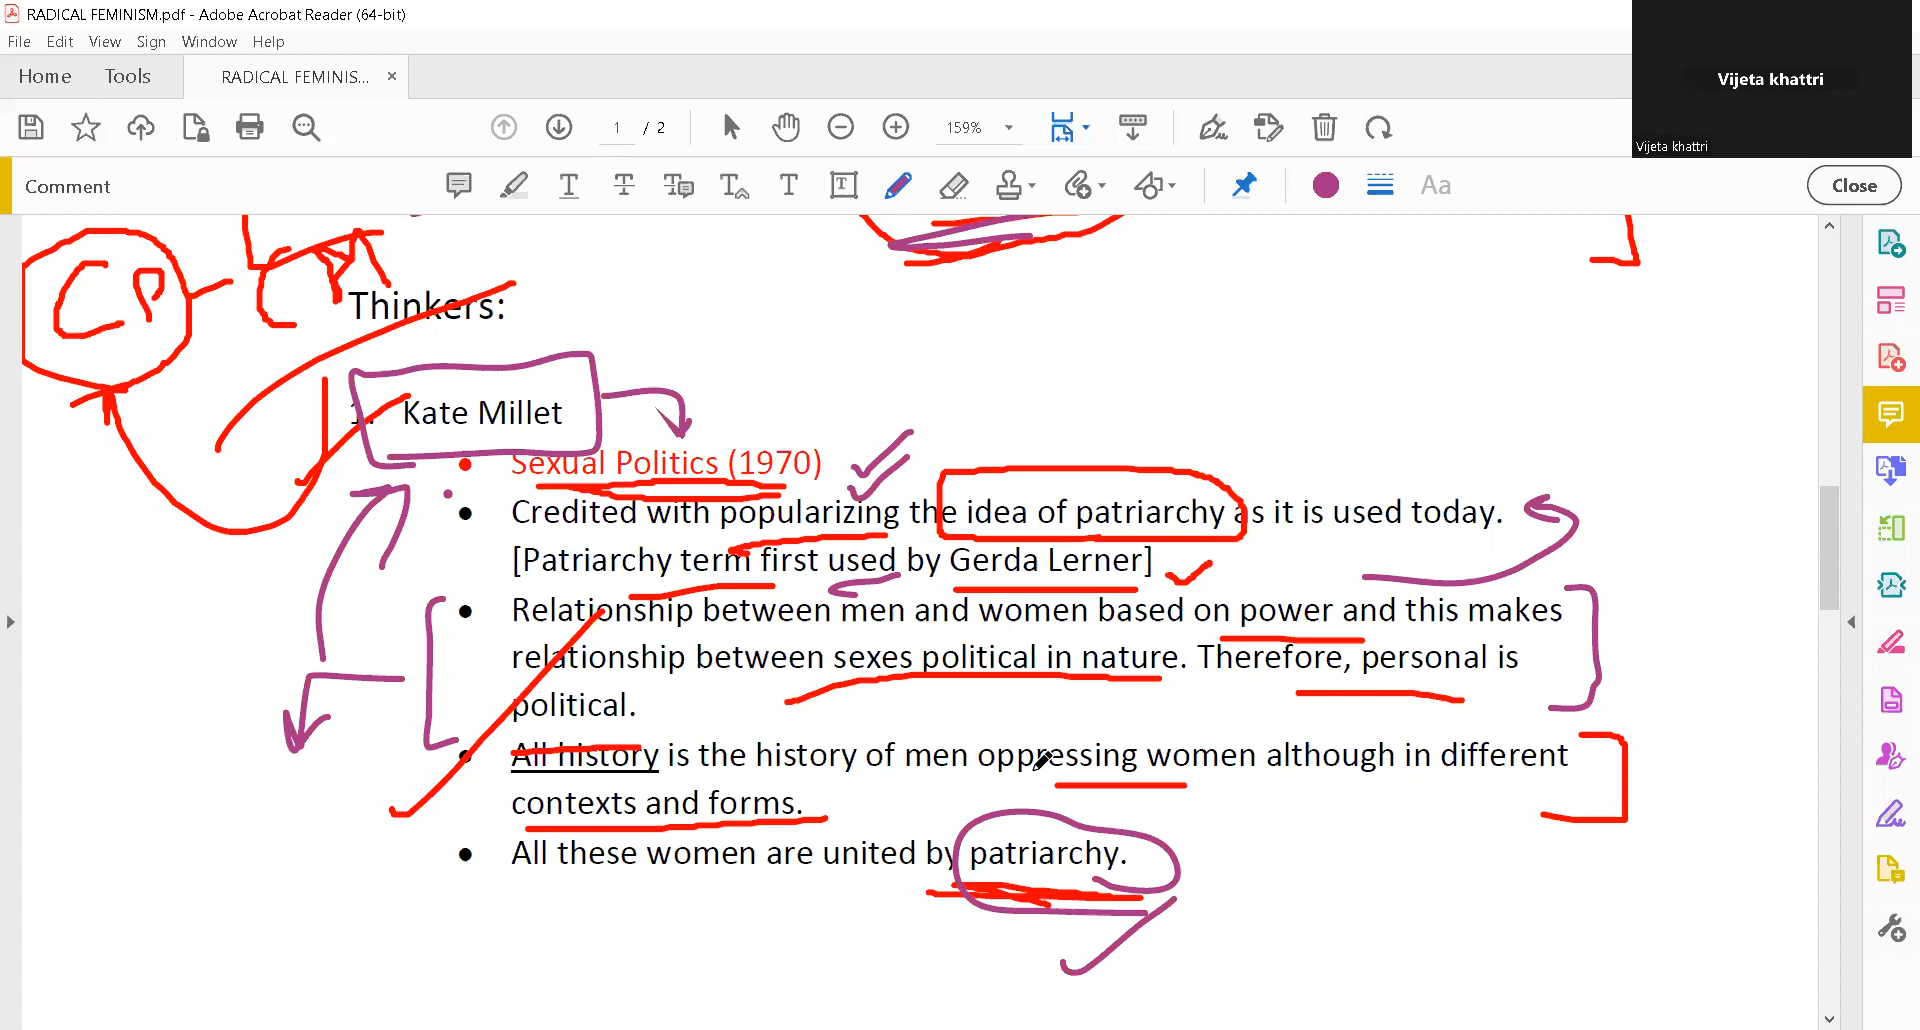 RADICAL FEMINISM.pdf - Adobe Acrobat Reader (64-bit)
File Edit View Sign Window Help
Home Tools RADICAL FEMINIS... ×
1 / 2 159%
Vijeta khattri
Vijeta khattri
Comment
Aa
Close
CP
Thinkers:
1. Kate Millet
• Sexual Politics (1970)
• Credited with popularizing the idea of patriarchy as it is used today.
[Patriarchy term first used by Gerda Lerner]
• Relationship between men and women based on power and this makes
relationship between sexes political in nature. Therefore, personal is
political.
• All history is the history of men oppressing women although in different
contexts and forms.
• All these women are united by patriarchy.